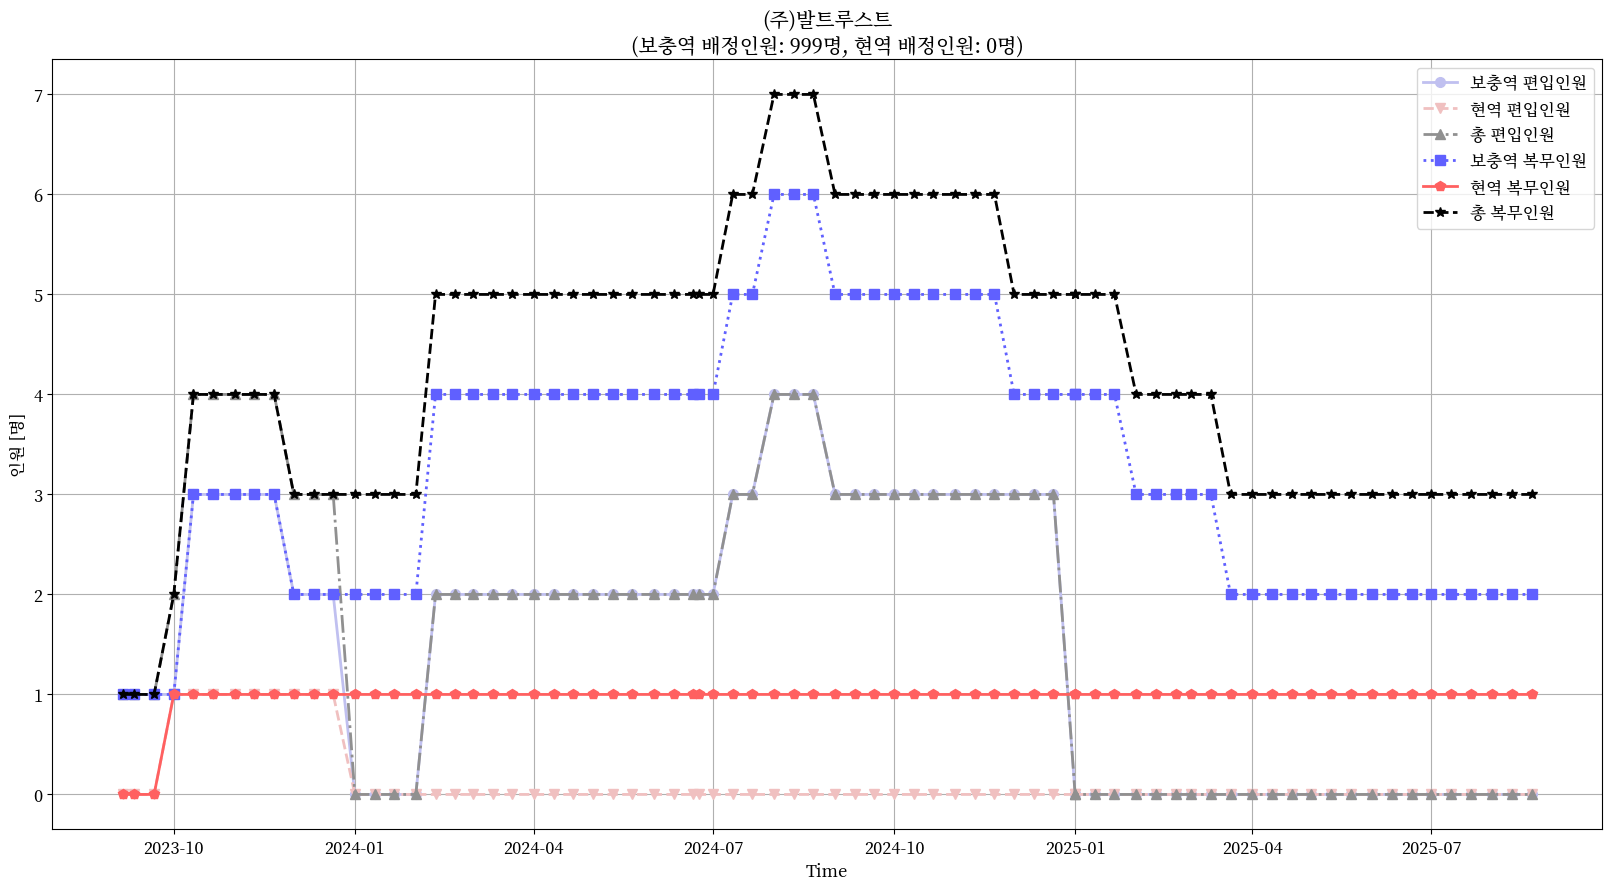 (주)발트루스트
(보충역 배정인원: 999명, 현역 배정인원: 0명)
보충역 편입인원
현역 편입인원
총 편입인원
보충역 복무인원
현역 복무인원
총 복무인원
인원 [명]
7
6
5
4
3
2
1
0
2023-10
2024-01
2024-04
2024-07
2024-10
2025-01
2025-04
2025-07
Time